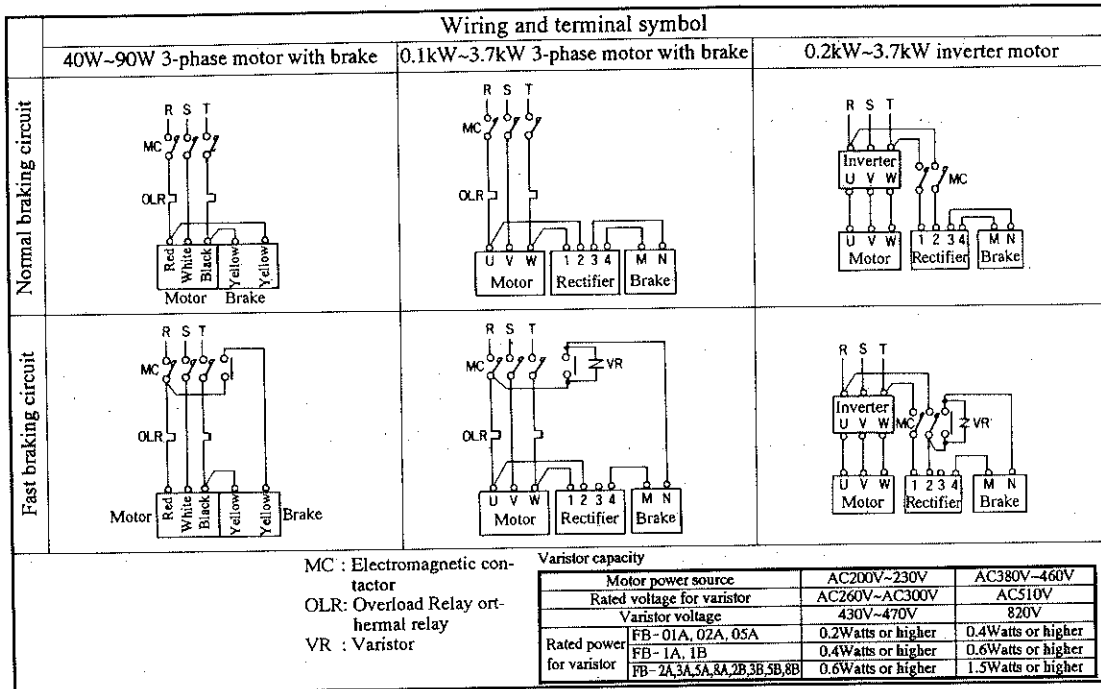 Wiring and terminal symbol
40W~90W 3-phase motor with brake
0.1kW~3.7kW 3-phase motor with brake
0.2kW~3.7kW inverter motor
Normal braking circuit
R S T
MC
OLR
Red White Black Yellow Yellow
Motor Brake
R S T
MC
OLR
U V W 1 2 3 4 M N
Motor Rectifier Brake
R S T
Inverter
U V W
MC
U V W 1 2 3 4 M N
Motor Rectifier Brake
Fast braking circuit
R S T
MC
OLR
Motor Red White Black Yellow Yellow Brake
R S T
MC VR
OLR
U V W 1 2 3 4 M N
Motor Rectifier Brake
R S T
Inverter
U V W
MC VR
U V W 1 2 3 4 M N
Motor Rectifier Brake
MC : Electromagnetic con-
tactor
OLR: Overload Relay ort-
hermal relay
VR : Varistor
Varistor capacity
Motor power source AC200V~230V AC380V~460V
Rated voltage for varistor AC260V~AC300V AC510V
Varistor voltage 430V~470V 820V
Rated power for varistor
FB-01A, 02A, 05A 0.2Watts or higher 0.4Watts or higher
FB-1A, 1B 0.4Watts or higher 0.6Watts or higher
FB-2A,3A,5A,8A,2B,3B,5B,8B 0.6Watts or higher 1.5Watts or higher